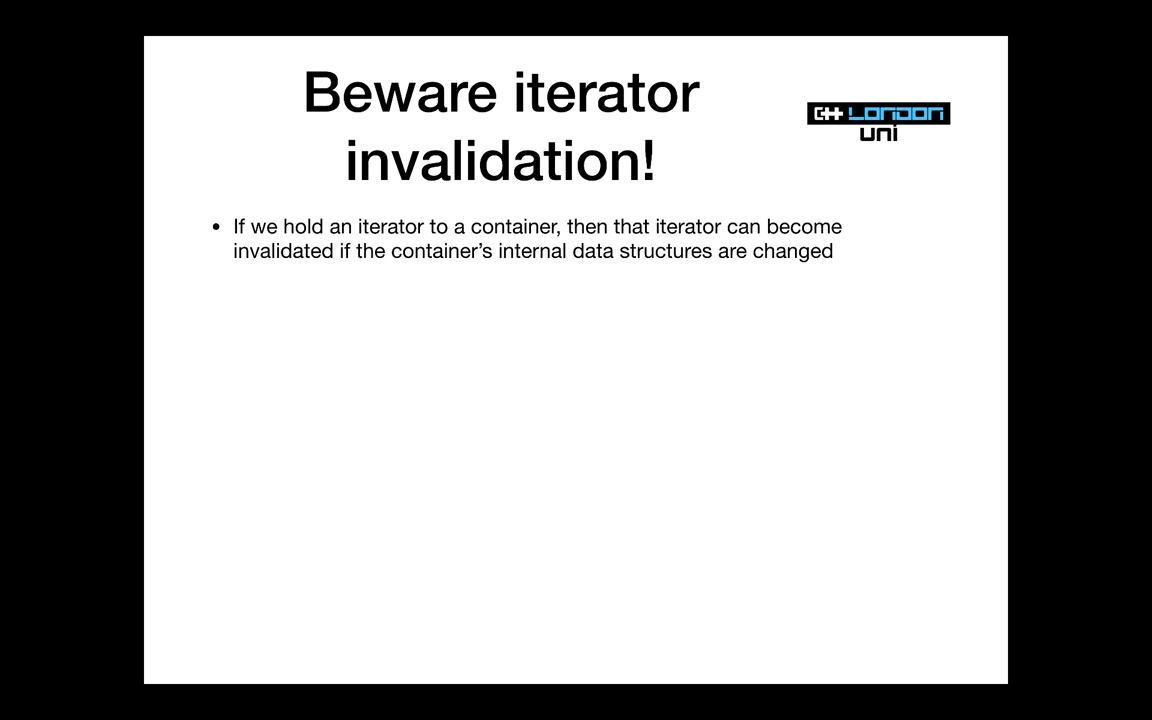 Beware iterator
invalidation!
C++ London
uni
• If we hold an iterator to a container, then that iterator can become
invalidated if the container’s internal data structures are changed